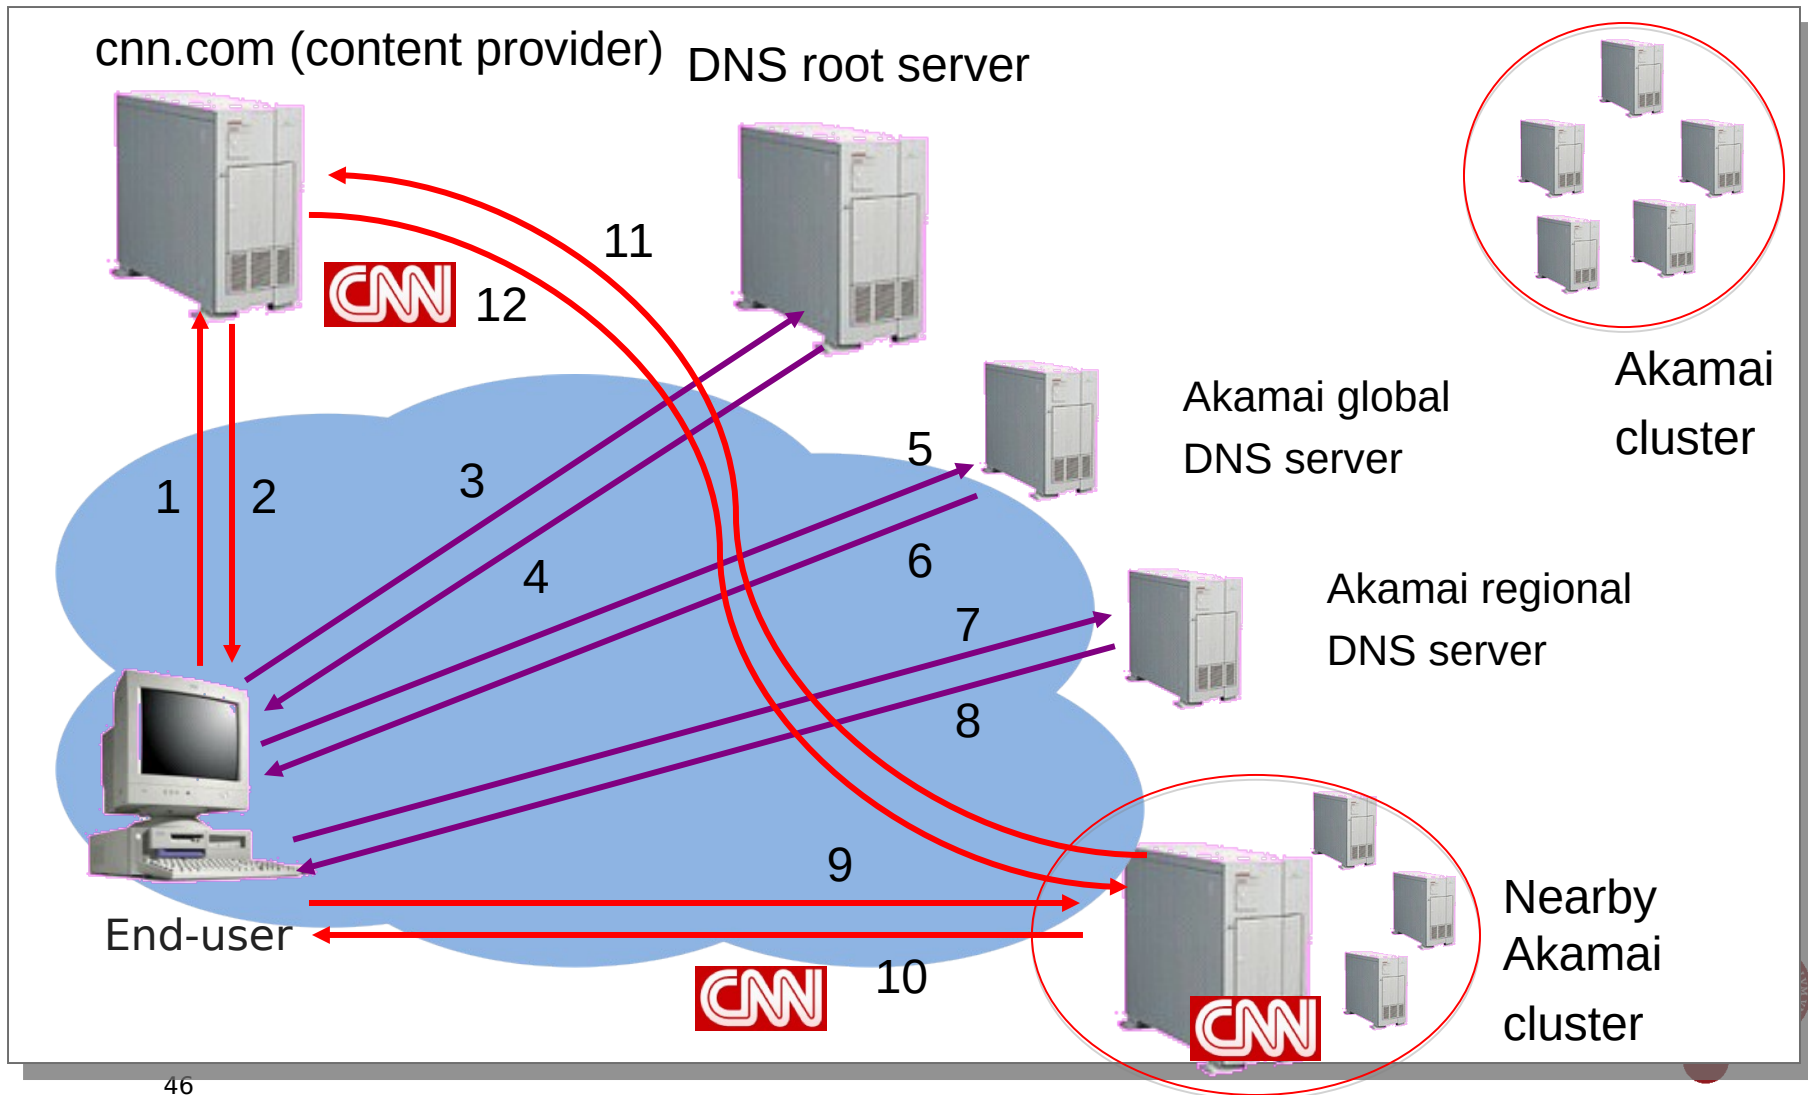 cnn.com (content provider)
DNS root server
11
CNN
12
Akamai
cluster
Akamai global
DNS server
1
2
3
4
5
6
Akamai regional
DNS server
7
8
9
10
End-user
CNN
CNN
Nearby
Akamai
cluster
46